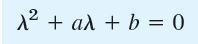 λ² + aλ + b = 0